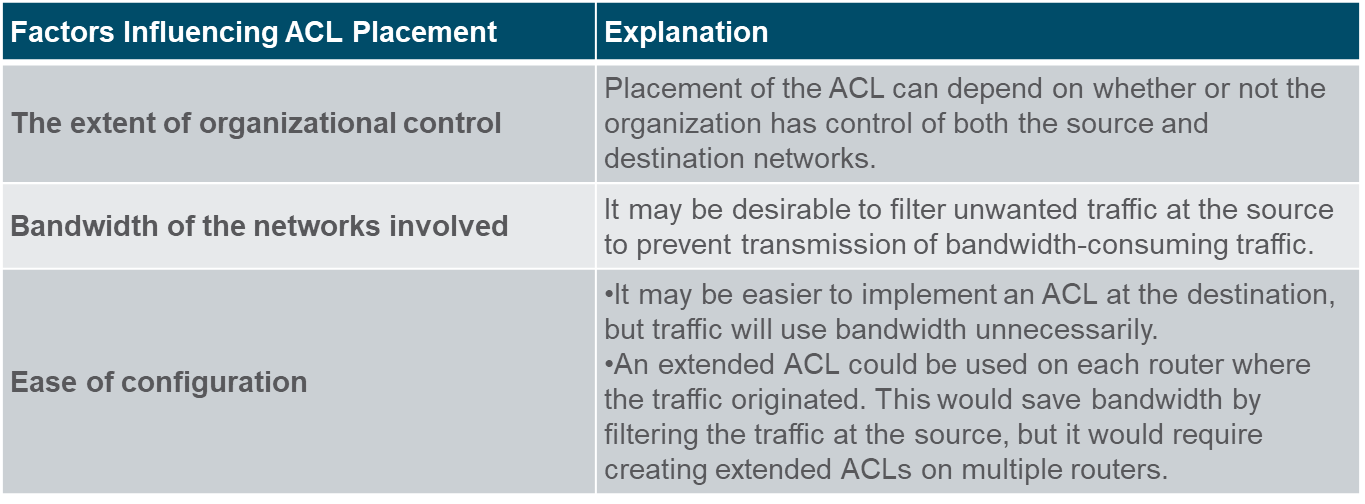 Factors Influencing ACL Placement
Explanation
The extent of organizational control
Placement of the ACL can depend on whether or not the
organization has control of both the source and
destination networks.
Bandwidth of the networks involved
It may be desirable to filter unwanted traffic at the source
to prevent transmission of bandwidth-consuming traffic.
Ease of configuration
•It may be easier to implement an ACL at the destination,
but traffic will use bandwidth unnecessarily.
•An extended ACL could be used on each router where
the traffic originated. This would save bandwidth by
filtering the traffic at the source, but it would require
creating extended ACLs on multiple routers.